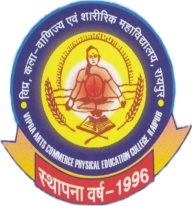 विप्र, कला-वाणिज्य एवं शारीरिक महाविद्यालय, रायपुर
VIPRA ARTS COMMERCE PHYSICAL EDUCATION COLLEGE, RAIPUR
स्थापना वर्ष-1996